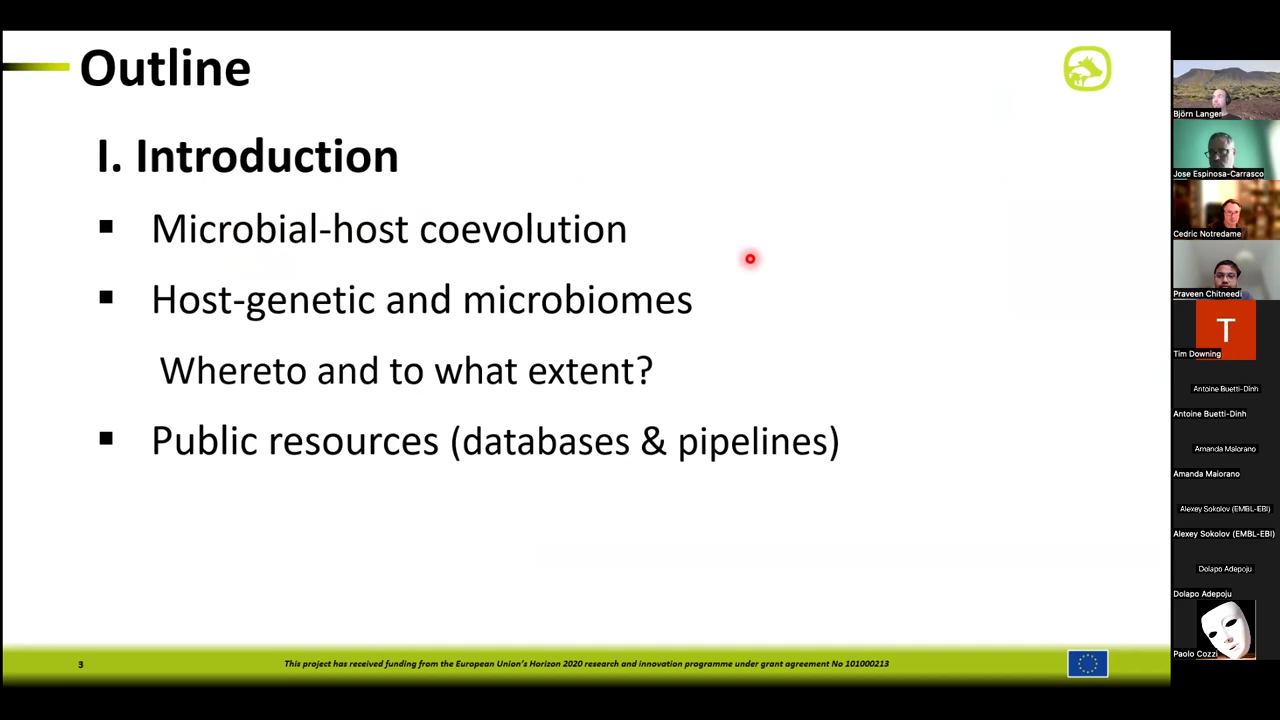 Outline
I. Introduction
▪ Microbial-host coevolution
▪ Host-genetic and microbiomes
Whereto and to what extent?
▪ Public resources (databases & pipelines)
3
This project has received funding from the European Union's Horizon 2020 research and innovation programme under grant agreement No 101000213
Björn Langer
Jose Espinosa-Carrasco
Cedric Notredame
Praveen Chitneedi
T
Tim Downing
Antoine Buetti-Dinh
Antoine Buetti-Dinh
Amanda Maiorano
Amanda Maiorano
Alexey Sokolov (EMBL-EBI)
Alexey Sokolov (EMBL-EBI)
Dolapo Adepoju
Dolapo Adepoju
Paolo Cozzi